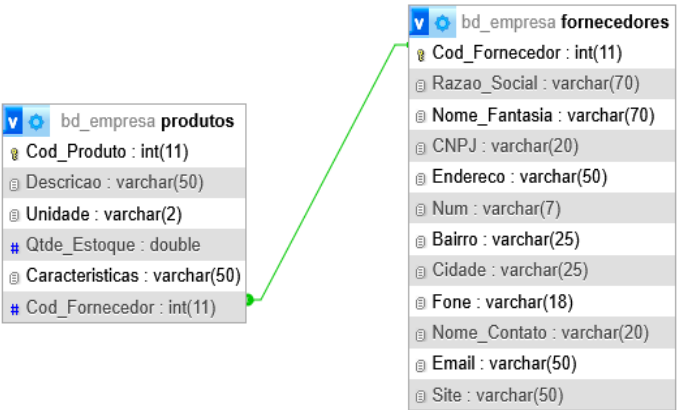 v bd_empresa produtos
Cod_Produto : int(11)
Descricao : varchar(50)
Unidade : varchar(2)
# Qtde_Estoque : double
Caracteristicas : varchar(50)
# Cod_Fornecedor : int(11)
v bd_empresa fornecedores
Cod_Fornecedor : int(11)
Razao_Social : varchar(70)
Nome_Fantasia : varchar(70)
CNPJ : varchar(20)
Endereco : varchar(50)
Num : varchar(7)
Bairro : varchar(25)
Cidade : varchar(25)
Fone : varchar(18)
Nome_Contato : varchar(20)
Email : varchar(50)
Site : varchar(50)